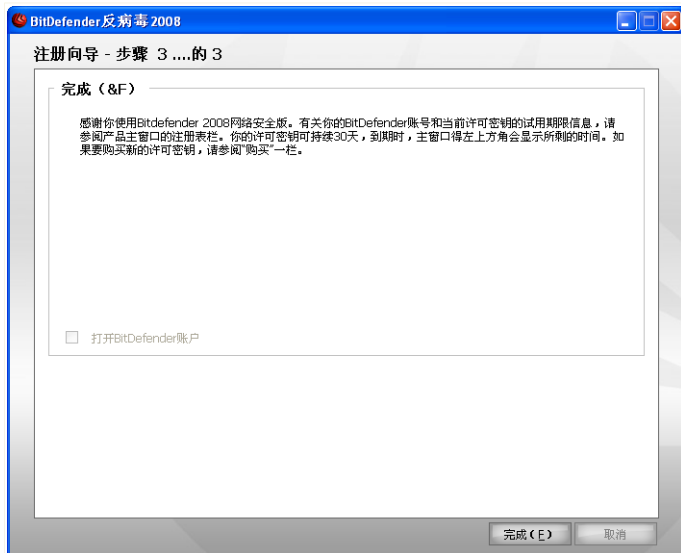 BitDefender反病毒2008
注册向导 - 步骤 3 ....的 3
完成（&F）
感谢你使用Bitdefender 2008网络安全版。有关你的BitDefender账号和当前许可密钥的试用期限信息，请
参阅产品主窗口的注册表栏。你的许可密钥可持续30天，到期时，主窗口得左上方角会显示所剩的时间。如
果要购买新的许可密钥，请参阅"购买"一栏。
打开BitDefender账户
完成(F)
取消